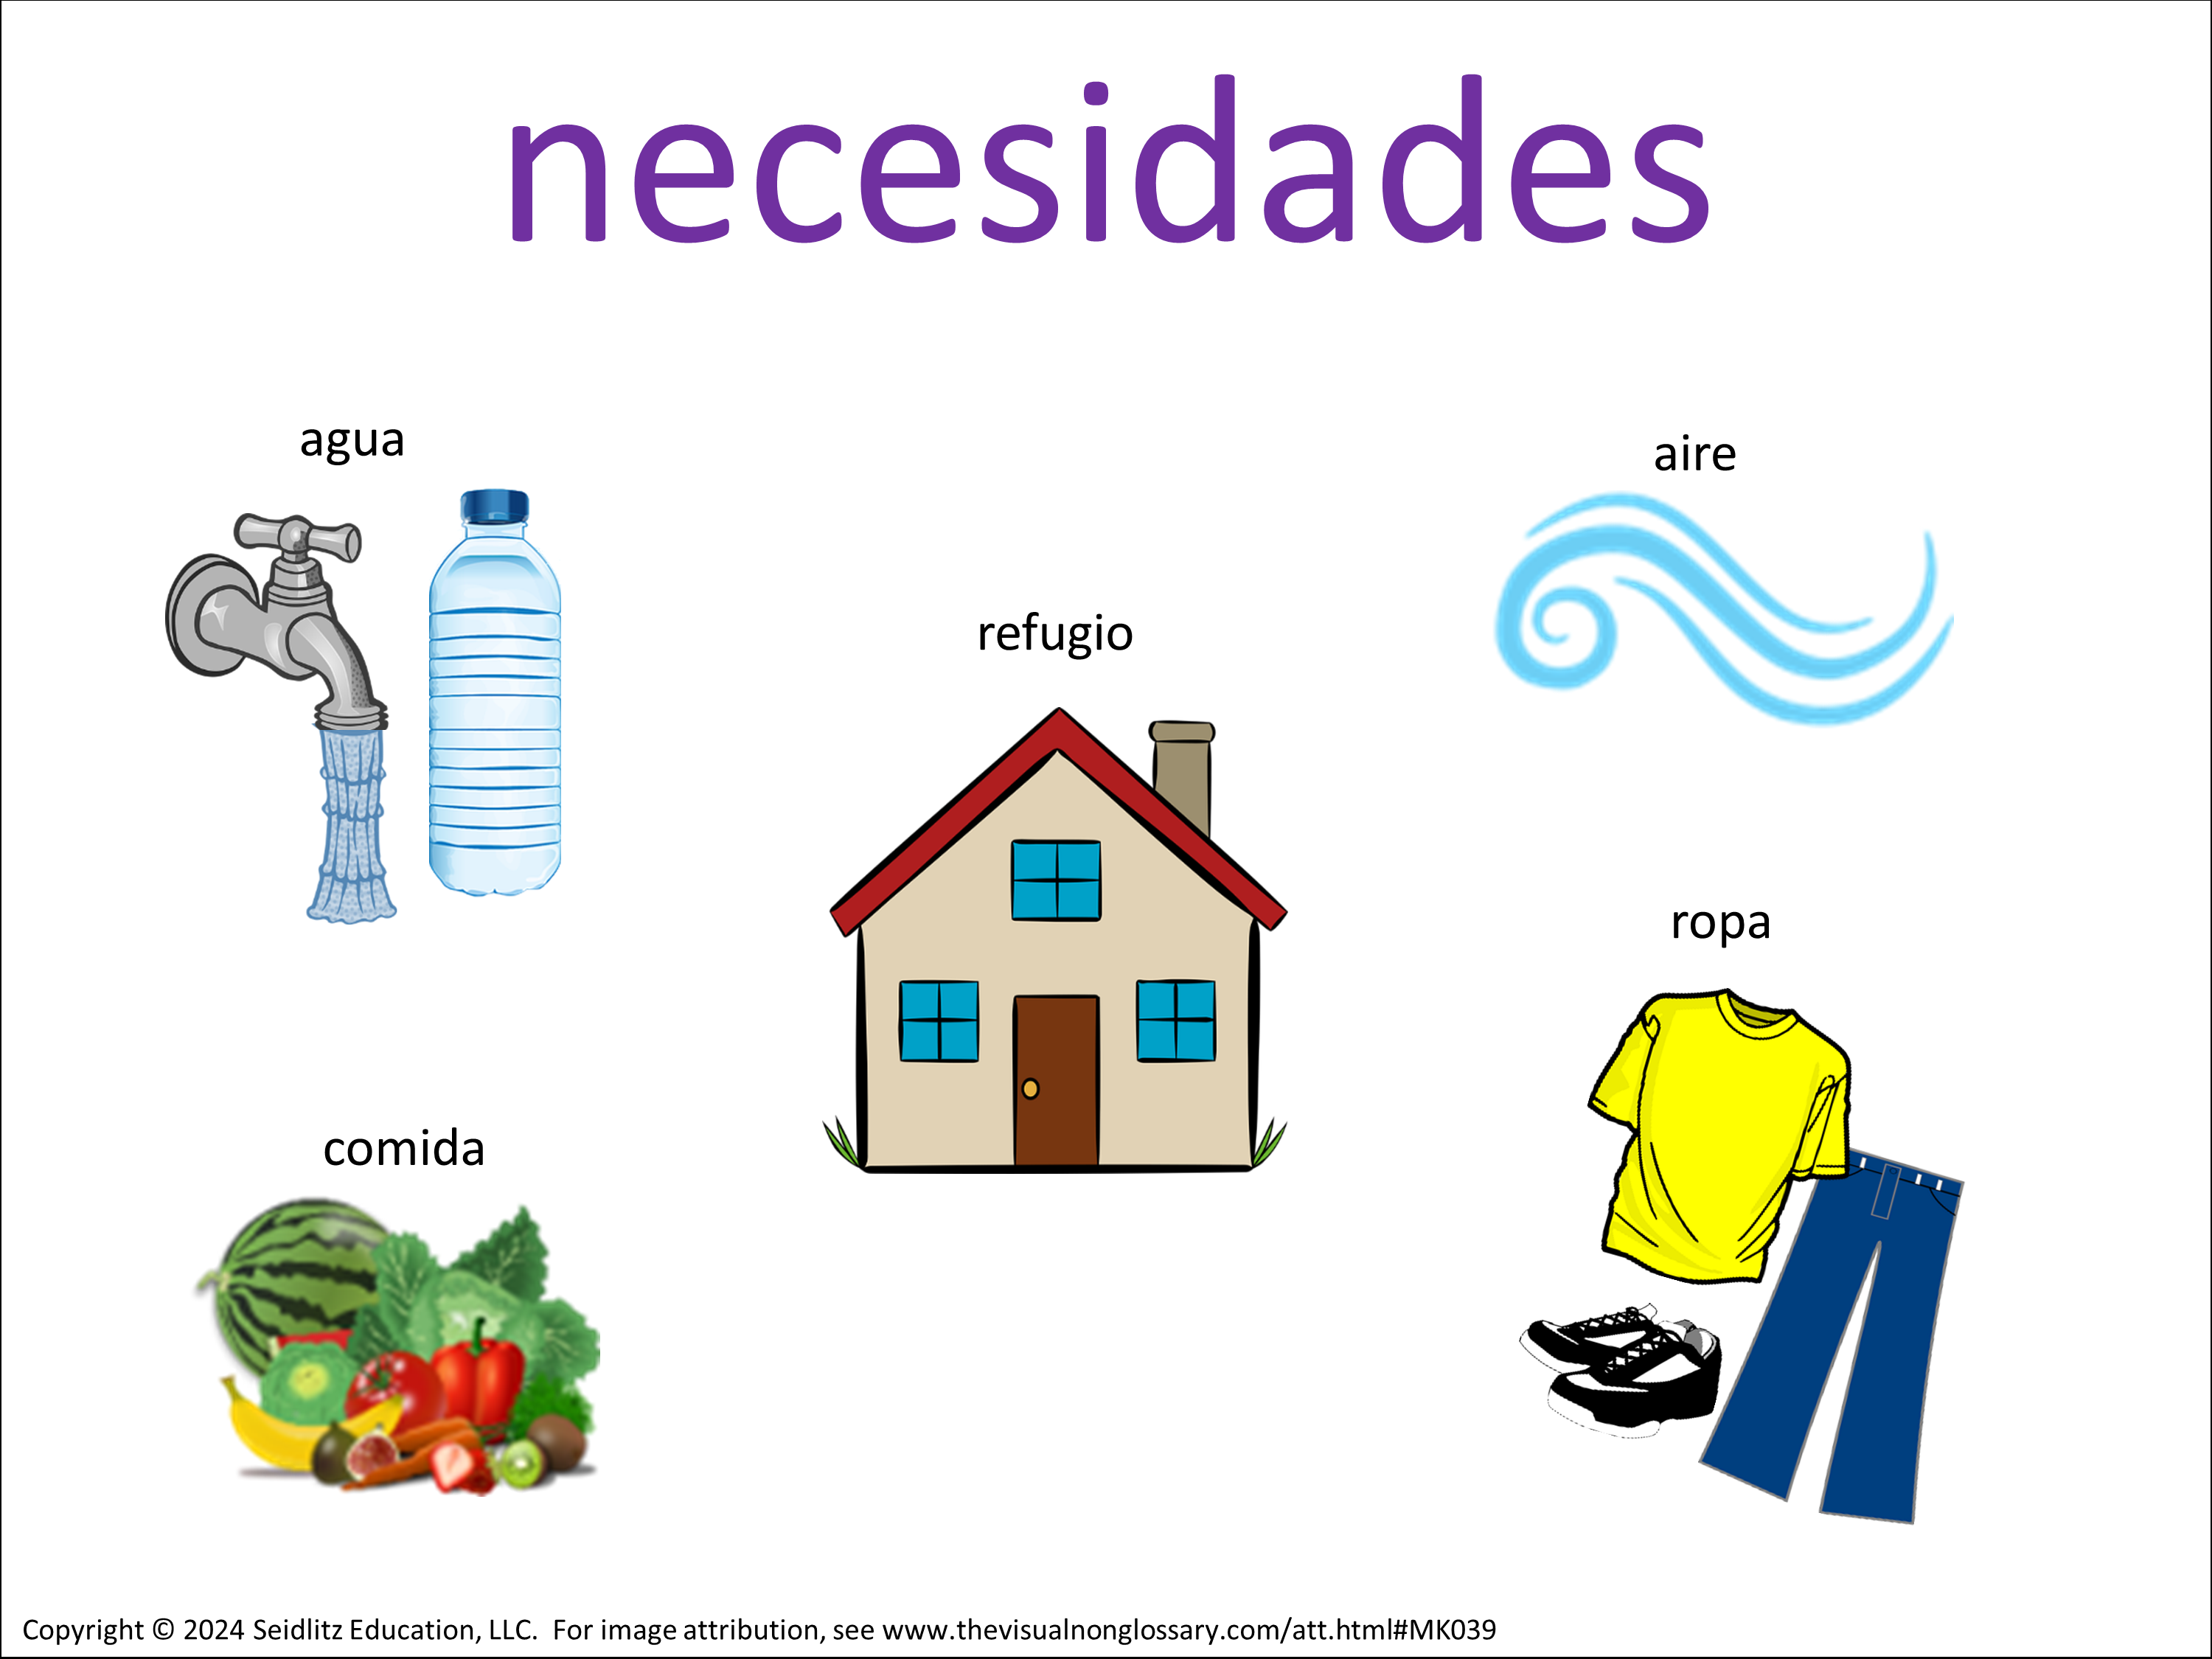 necesidades
agua
aire
refugio
ropa
comida
Copyright © 2024 Seidlitz Education, LLC.  For image attribution, see www.thevisualnonglossary.com/att.html#MK039